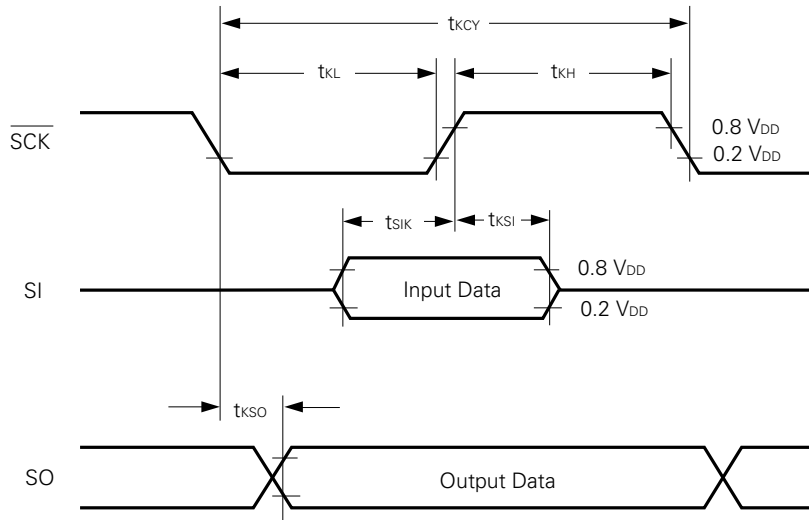 tKCY
tKL
tKH
SCK
0.8 VDD
0.2 VDD
tSIK
tKSI
SI
Input Data
0.8 VDD
0.2 VDD
tKSO
SO
Output Data